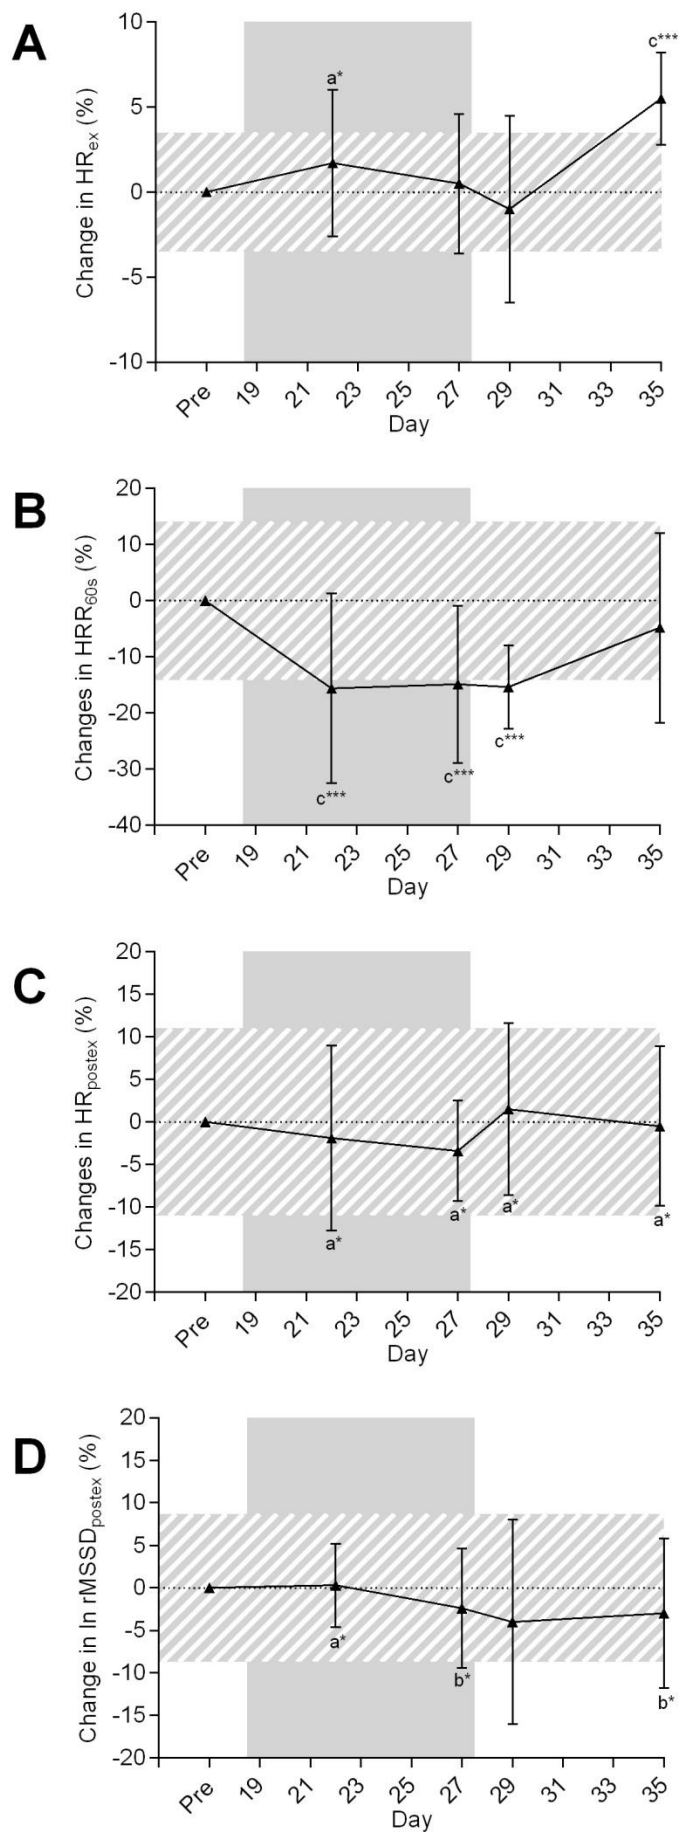 A
Change in HRex (%)
10
5
0
-5
-10
a*
c***
Pre 19 21 23 25 27 29 31 33 35
Day
B
Changes in HRR60s (%)
20
10
0
-10
-20
-30
-40
c***
c***
c***
Pre 19 21 23 25 27 29 31 33 35
Day
C
Changes in HRpostex (%)
20
15
10
5
0
-5
-10
-15
-20
a*
a*
a*
a*
Pre 19 21 23 25 27 29 31 33 35
Day
D
Change in ln rMSSDpostex (%)
20
15
10
5
0
-5
-10
-15
-20
a*
b*
b*
Pre 19 21 23 25 27 29 31 33 35
Day